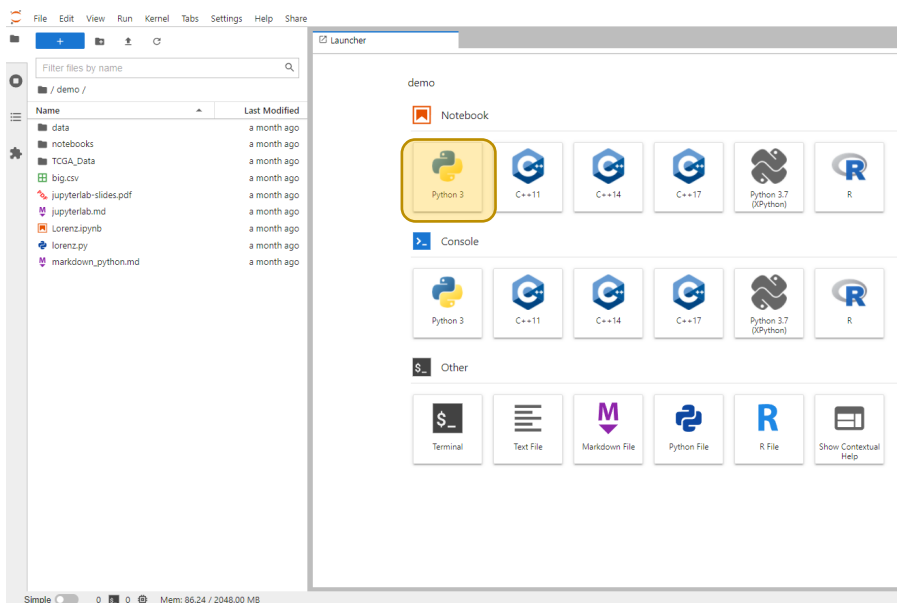 File Edit View Run Kernel Tabs Settings Help Share
+
Launcher
Filter files by name
/ demo /
Name Last Modified
data a month ago
notebooks a month ago
TCGA_Data a month ago
big.csv a month ago
jupyterlab-slides.pdf a month ago
jupyterlab.md a month ago
Lorenz.ipynb a month ago
lorenz.py a month ago
markdown_python.md a month ago
demo
Notebook
Python 3 C++11 C++14 C++17 Python 3.7 R
(XPython)
Console
Python 3 C++11 C++14 C++17 Python 3.7 R
(XPython)
$_ Other
$_ M R
Terminal Text File Markdown File Python File R File Show Contextual
Help
Simple 0 $_ 0 Mem: 86.24 / 2048.00 MB